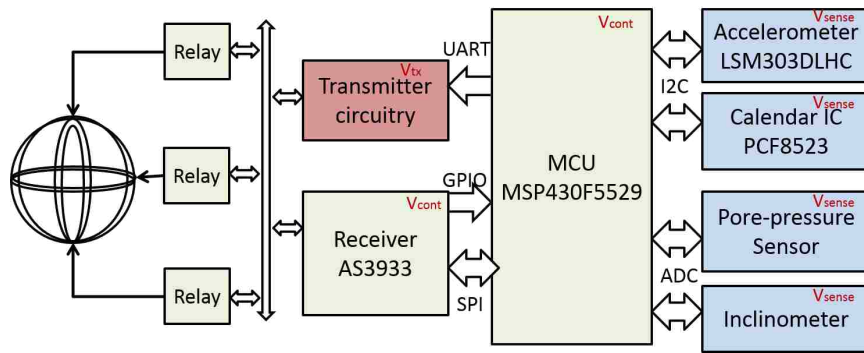 Relay
Relay
Relay
Vtx
Transmitter
circuitry
UART
GPIO
Vcont
Receiver
AS3933
SPI
Vcont
MCU
MSP430F5529
I2C
ADC
Vsense
Accelerometer
LSM303DLHC
Vsense
Calendar IC
PCF8523
Vsense
Pore-pressure
Sensor
Vsense
Inclinometer